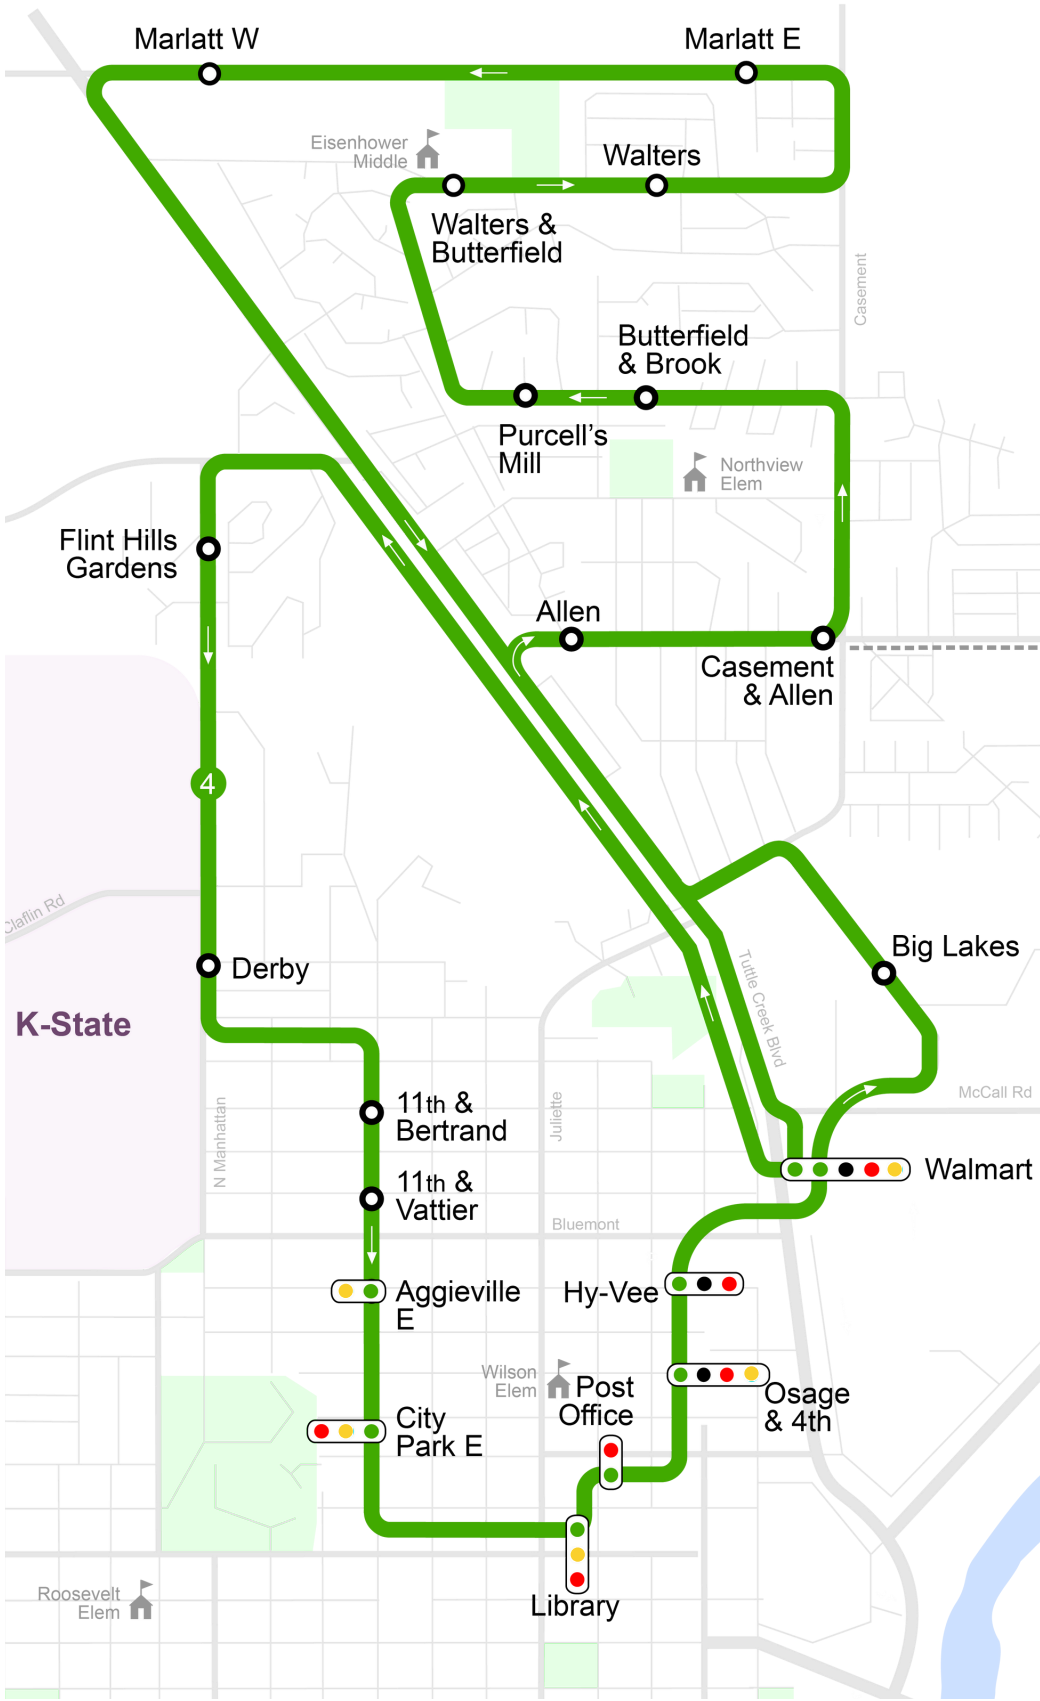 Marlatt W
Marlatt E
Eisenhower
Middle
Walters
Walters &
Butterfield
Casement
Butterfield
& Brook
Purcell's
Mill
Northview
Elem
Flint Hills
Gardens
Allen
Casement
& Allen
4
Claflin Rd
Big Lakes
Derby
Tuttle Creek Blvd
K-State
McCall Rd
11th &
Bertrand
Juliette
N Manhattan
Walmart
11th &
Vattier
Bluemont
Aggieville
E
Hy-Vee
Wilson
Elem
Post
Office
Osage
& 4th
City
Park E
Roosevelt
Elem
Library